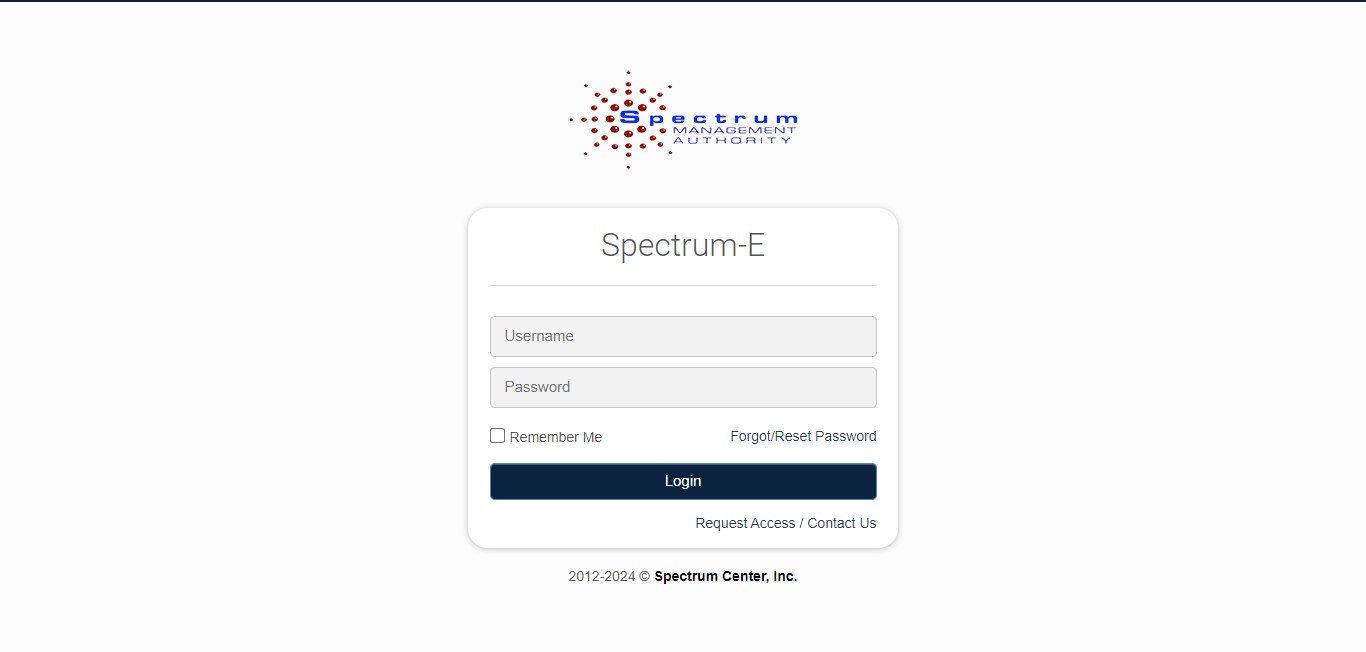 Spectrum
MANAGEMENT
AUTHORITY
Spectrum-E
Username
Password
Remember Me
Forgot/Reset Password
Login
Request Access / Contact Us
2012-2024 © Spectrum Center, Inc.